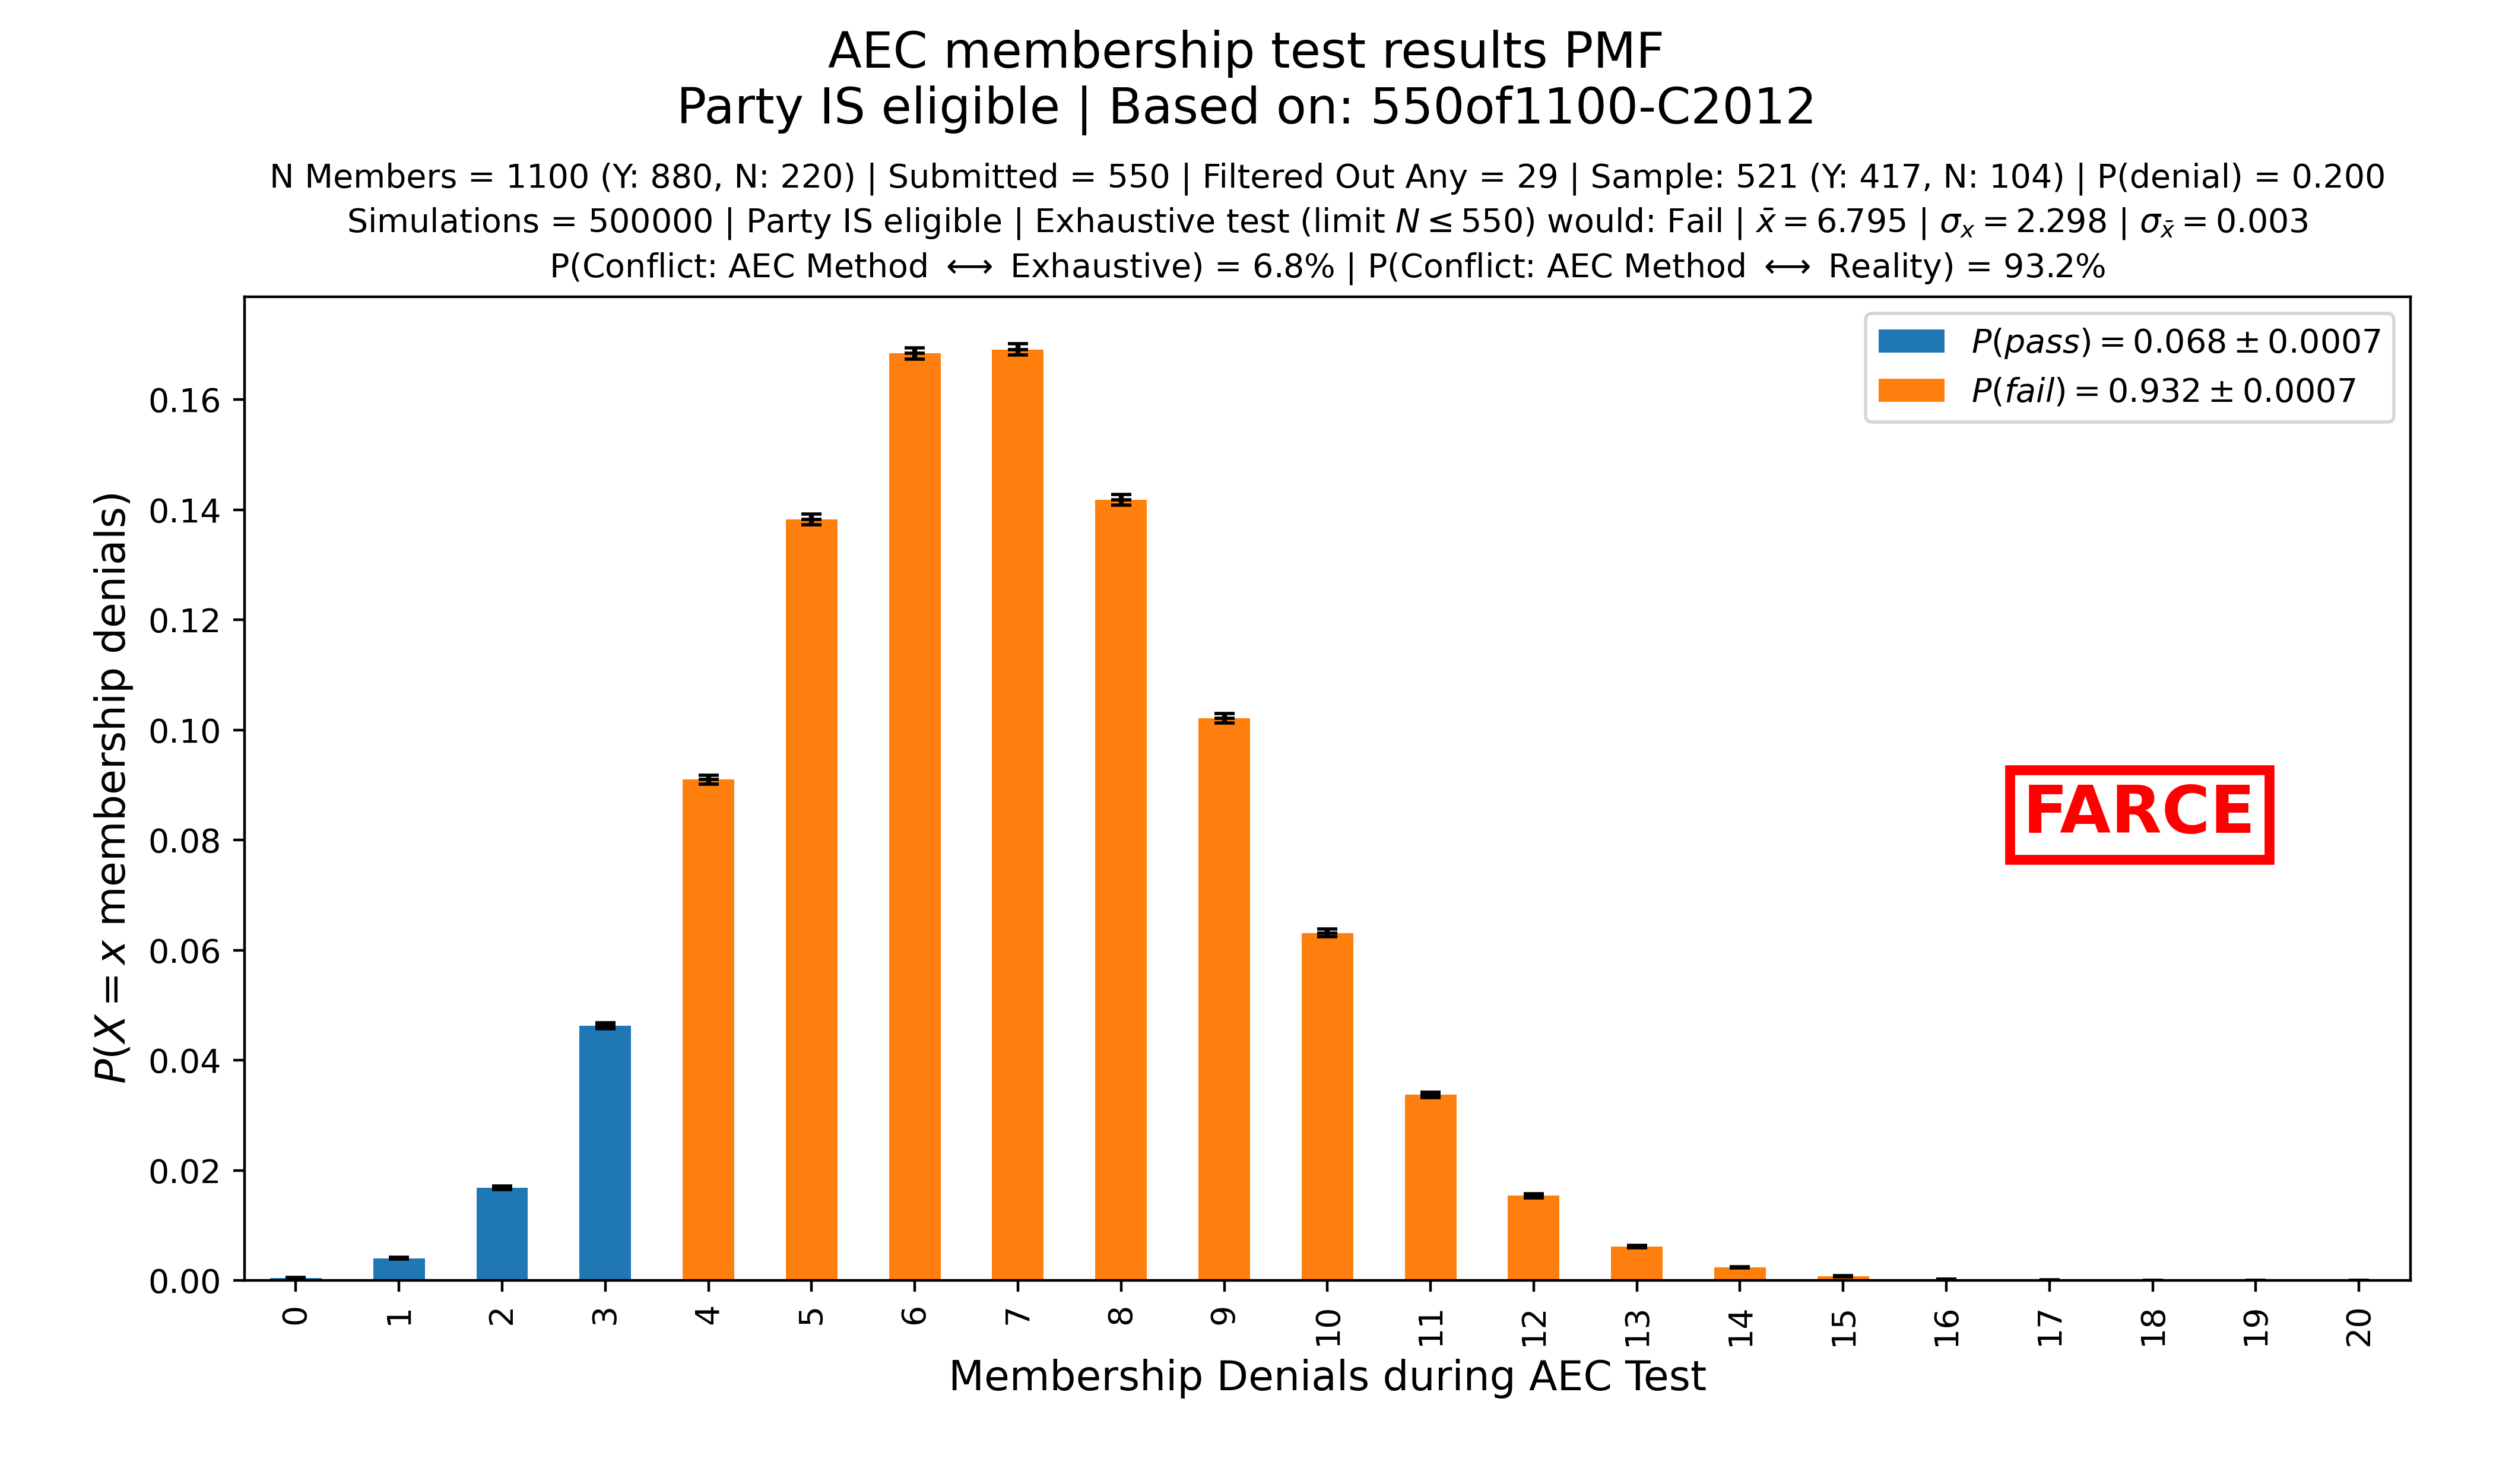 AEC membership test results PMF
Party IS eligible | Based on: 550of1100-C2012
N Members = 1100 (Y: 880, N: 220) | Submitted = 550 | Filtered Out Any = 29 | Sample: 521 (Y: 417, N: 104) | P(denial) = 0.200
Simulations = 500000 | Party IS eligible | Exhaustive test (limit N ≤ 550) would: Fail | x̄ = 6.795 | σₓ = 2.298 | σ_x̄ = 0.003
P(Conflict: AEC Method ⟷ Exhaustive) = 6.8% | P(Conflict: AEC Method ⟷ Reality) = 93.2%
P(pass) = 0.068 ± 0.0007
P(fail) = 0.932 ± 0.0007
P(X = x membership denials)
0.16
0.14
0.12
0.10
0.08
0.06
0.04
0.02
0.00
FARCE
0 1 2 3 4 5 6 7 8 9 10 11 12 13 14 15 16 17 18 19 20
Membership Denials during AEC Test